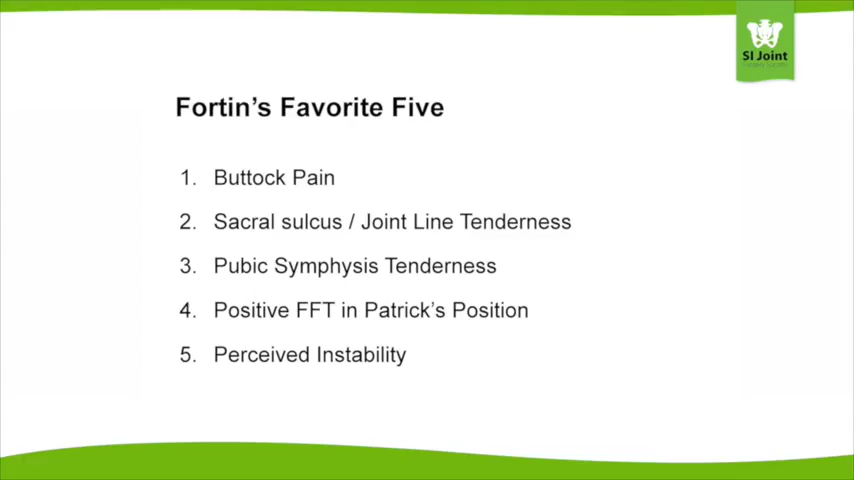 SI Joint
Fortin's Favorite Five
1. Buttock Pain
2. Sacral sulcus / Joint Line Tenderness
3. Pubic Symphysis Tenderness
4. Positive FFT in Patrick's Position
5. Perceived Instability